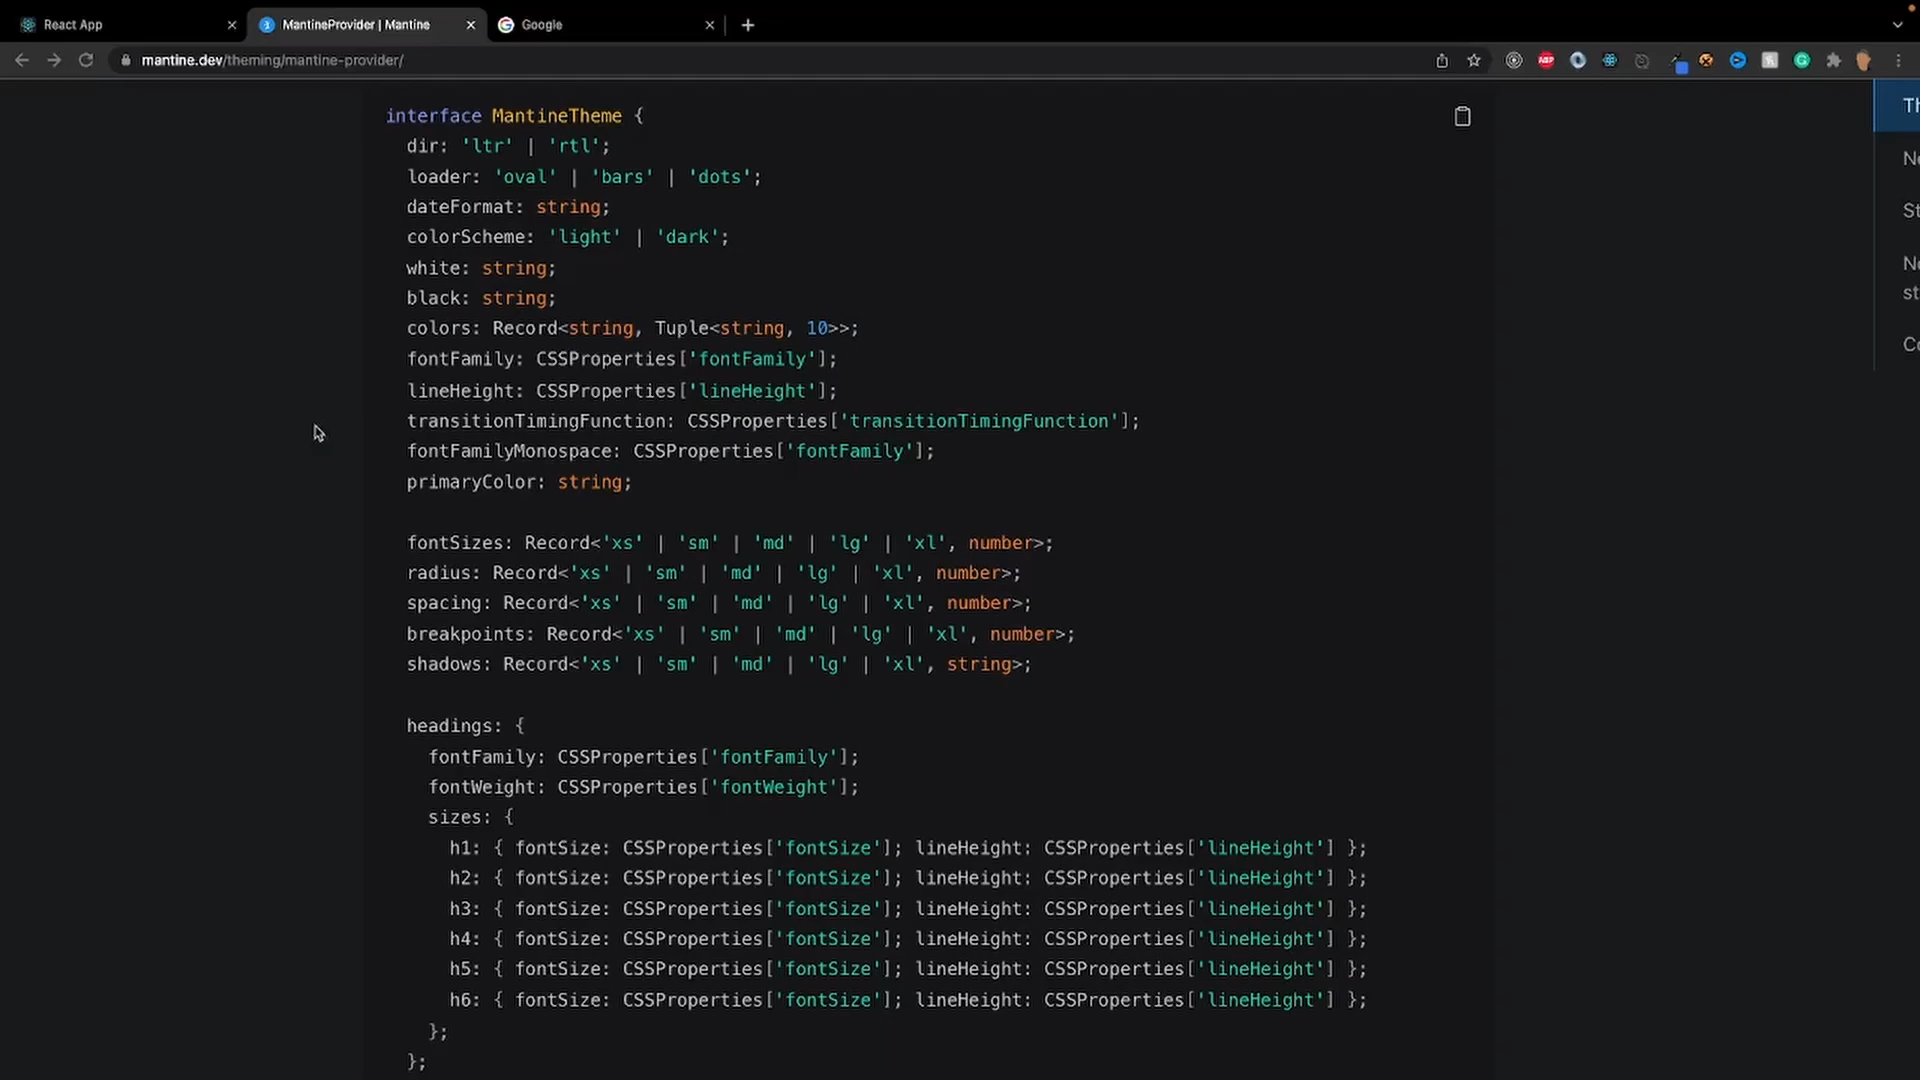 React App
MantineProvider | Mantine
Google
mantine.dev/theming/mantine-provider/
interface MantineTheme {
dir: 'ltr' | 'rtl';
loader: 'oval' | 'bars' | 'dots';
dateFormat: string;
colorScheme: 'light' | 'dark';
white: string;
black: string;
colors: Record<string, Tuple<string, 10>>;
fontFamily: CSSProperties['fontFamily'];
lineHeight: CSSProperties['lineHeight'];
transitionTimingFunction: CSSProperties['transitionTimingFunction'];
fontFamilyMonospace: CSSProperties['fontFamily'];
primaryColor: string;
fontSizes: Record<'xs' | 'sm' | 'md' | 'lg' | 'xl', number>;
radius: Record<'xs' | 'sm' | 'md' | 'lg' | 'xl', number>;
spacing: Record<'xs' | 'sm' | 'md' | 'lg' | 'xl', number>;
breakpoints: Record<'xs' | 'sm' | 'md' | 'lg' | 'xl', number>;
shadows: Record<'xs' | 'sm' | 'md' | 'lg' | 'xl', string>;
headings: {
fontFamily: CSSProperties['fontFamily'];
fontWeight: CSSProperties['fontWeight'];
sizes: {
h1: { fontSize: CSSProperties['fontSize']; lineHeight: CSSProperties['lineHeight'] };
h2: { fontSize: CSSProperties['fontSize']; lineHeight: CSSProperties['lineHeight'] };
h3: { fontSize: CSSProperties['fontSize']; lineHeight: CSSProperties['lineHeight'] };
h4: { fontSize: CSSProperties['fontSize']; lineHeight: CSSProperties['lineHeight'] };
h5: { fontSize: CSSProperties['fontSize']; lineHeight: CSSProperties['lineHeight'] };
h6: { fontSize: CSSProperties['fontSize']; lineHeight: CSSProperties['lineHeight'] };
};
};